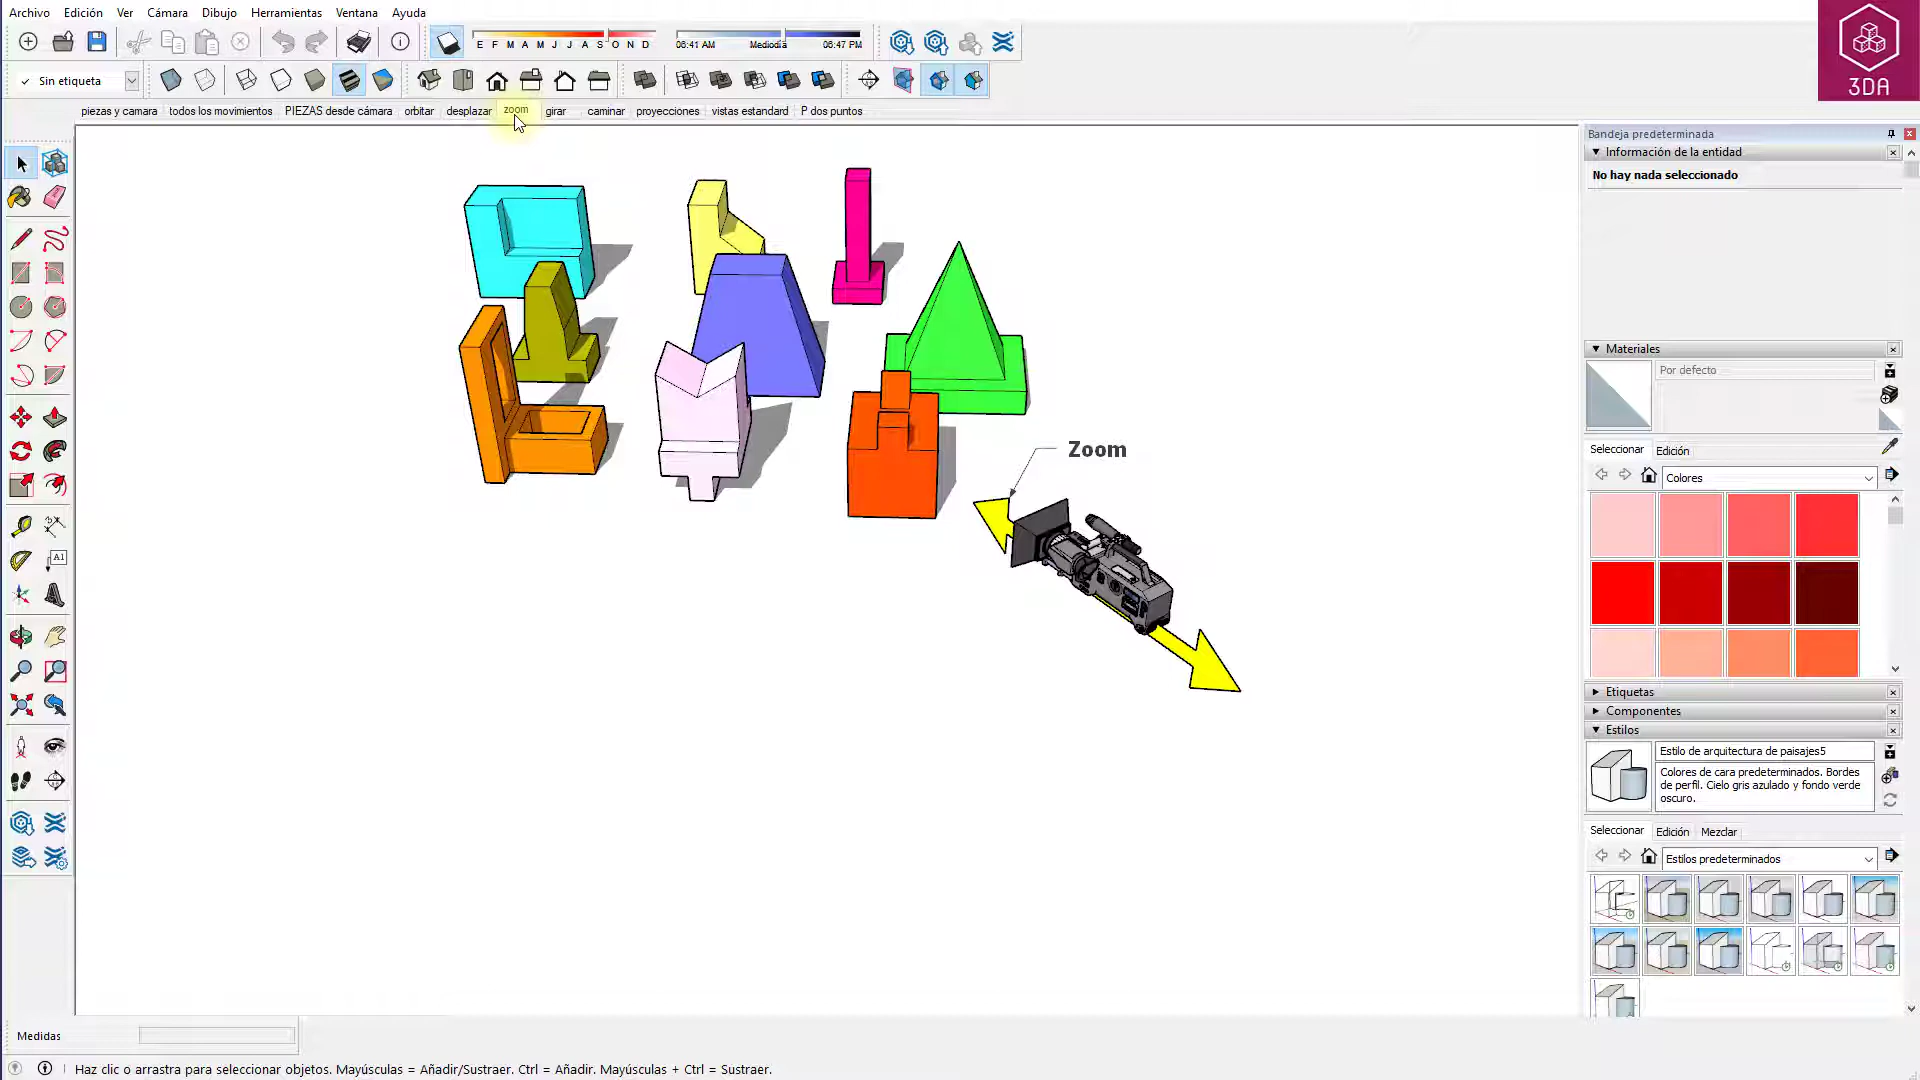 Archivo Edición Ver Cámara Dibujo Herramientas Ventana Ayuda
E F M A M J J A S O N D
06:41 AM Mediodía 06:47 PM
Sin etiqueta
piezas y camara todos los movimientos PIEZAS desde cámara orbitar desplazar zoom girar caminar proyecciones vistas estandard P dos puntos
3DA
Bandeja predeterminada
Información de la entidad
No hay nada seleccionado
Materiales
Por defecto
Seleccionar Edición
Colores
Zoom
A1
Etiquetas
Componentes
Estilos
Estilo de arquitectura de paisajes5
Colores de cara predeterminados. Bordes
de perfil. Cielo gris azulado y fondo verde
oscuro.
Seleccionar Edición Mezclar
Estilos predeterminados
Medidas
Haz clic o arrastra para seleccionar objetos. Mayúsculas = Añadir/Sustraer. Ctrl = Añadir. Mayúsculas + Ctrl = Sustraer.